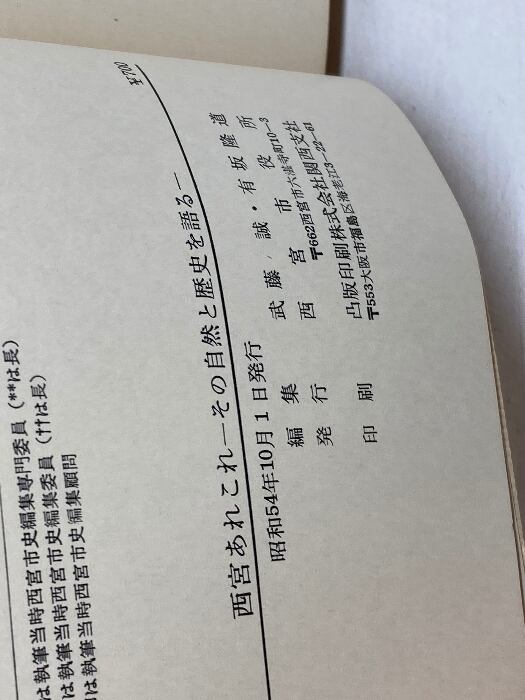 は執筆当時西宮市史編集専門委員（**は長）
は執筆当時西宮市史編集委員（††は長）
は執筆当時西宮市史編集顧問
¥700
西宮あれこれ—その自然と歴史を語る—
昭和54年10月1日発行
編集 武藤 誠・有坂隆道
発行 西宮市役所
〒662西宮市六湛寺町10−3
印刷 凸版印刷株式会社関西支社
〒553大阪市福島区海老江3−22−61